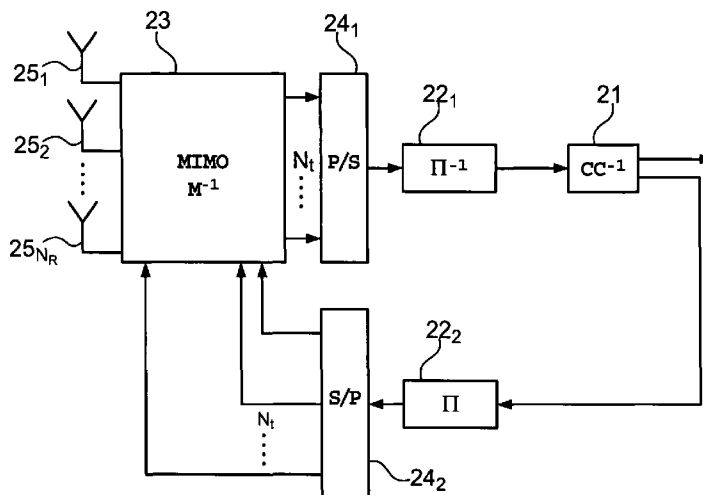 23
24₁
25₁
22₁
21
25₂
MIMO
M⁻¹
Nₜ
P/S
Π⁻¹
CC⁻¹
25_{N_R}
22₂
S/P
Π
Nₜ
24₂